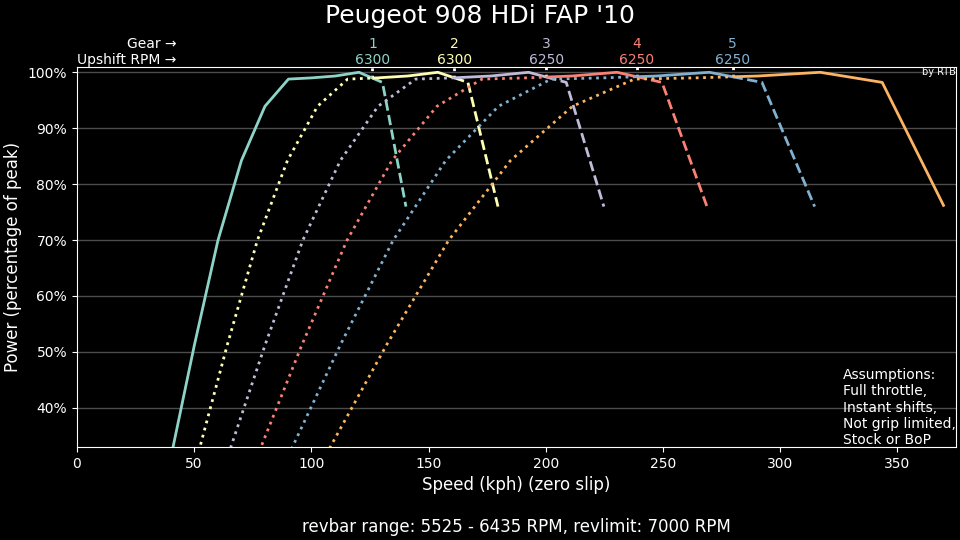 Peugeot 908 HDi FAP '10
Gear → 1 2 3 4 5
Upshift RPM → 6300 6300 6250 6250 6250
by RTB
100%
90%
80%
70%
60%
50%
40%
Power (percentage of peak)
Assumptions:
Full throttle,
Instant shifts,
Not grip limited,
Stock or BoP
0 50 100 150 200 250 300 350
Speed (kph) (zero slip)
revbar range: 5525 - 6435 RPM, revlimit: 7000 RPM